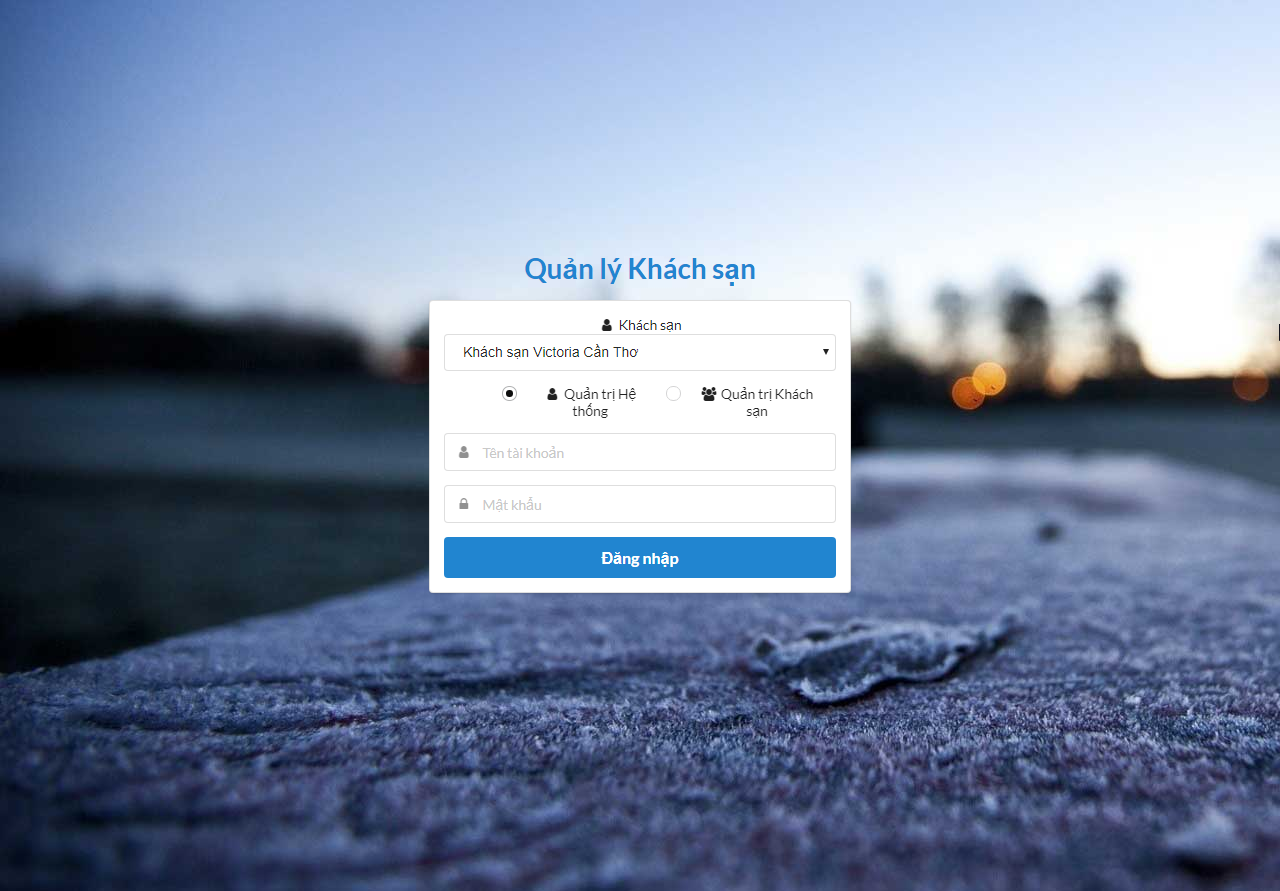 Quản lý Khách sạn
Khách sạn
Khách sạn Victoria Cần Thơ
Quản trị Hệ thống
Quản trị Khách sạn
Tên tài khoản
Mật khẩu
Đăng nhập